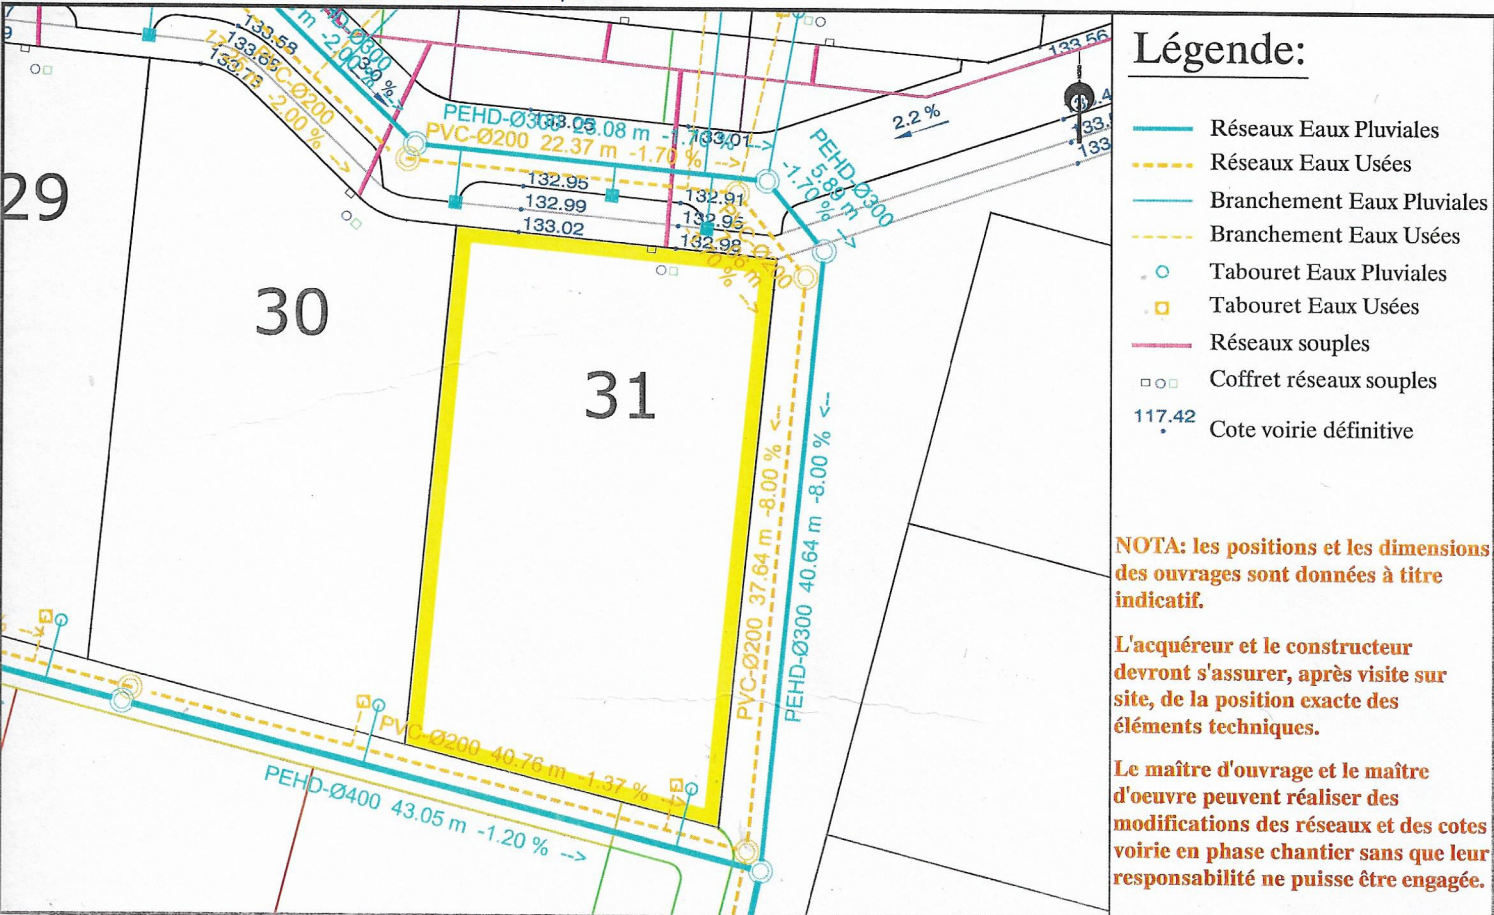 Légende:
Réseaux Eaux Pluviales
Réseaux Eaux Usées
Branchement Eaux Pluviales
Branchement Eaux Usées
Tabouret Eaux Pluviales
Tabouret Eaux Usées
Réseaux souples
Coffret réseaux souples
117.42
Cote voirie définitive
NOTA: les positions et les dimensions
des ouvrages sont données à titre
indicatif.
L'acquéreur et le constructeur
devront s'assurer, après visite sur
site, de la position exacte des
éléments techniques.
Le maître d'ouvrage et le maître
d'oeuvre peuvent réaliser des
modifications des réseaux et des cotes
voirie en phase chantier sans que leur
responsabilité ne puisse être engagée.
29
30
31
133.58
133.68
133.73
-2.00 % -->
133.56
2.2 %
133.05
133.01
PVC-Ø200 22.37 m -1.70 % -->
PEHD-Ø300
5.89 m
-1.70 % -->
132.95
132.99
133.02
132.91
132.95
132.98
PVC-Ø200 37.64 m -8.00 % <--
PEHD-Ø300 40.64 m -8.00 % <--
PVC-Ø200 40.76 m -1.37 % -->
PEHD-Ø400 43.05 m -1.20 % -->